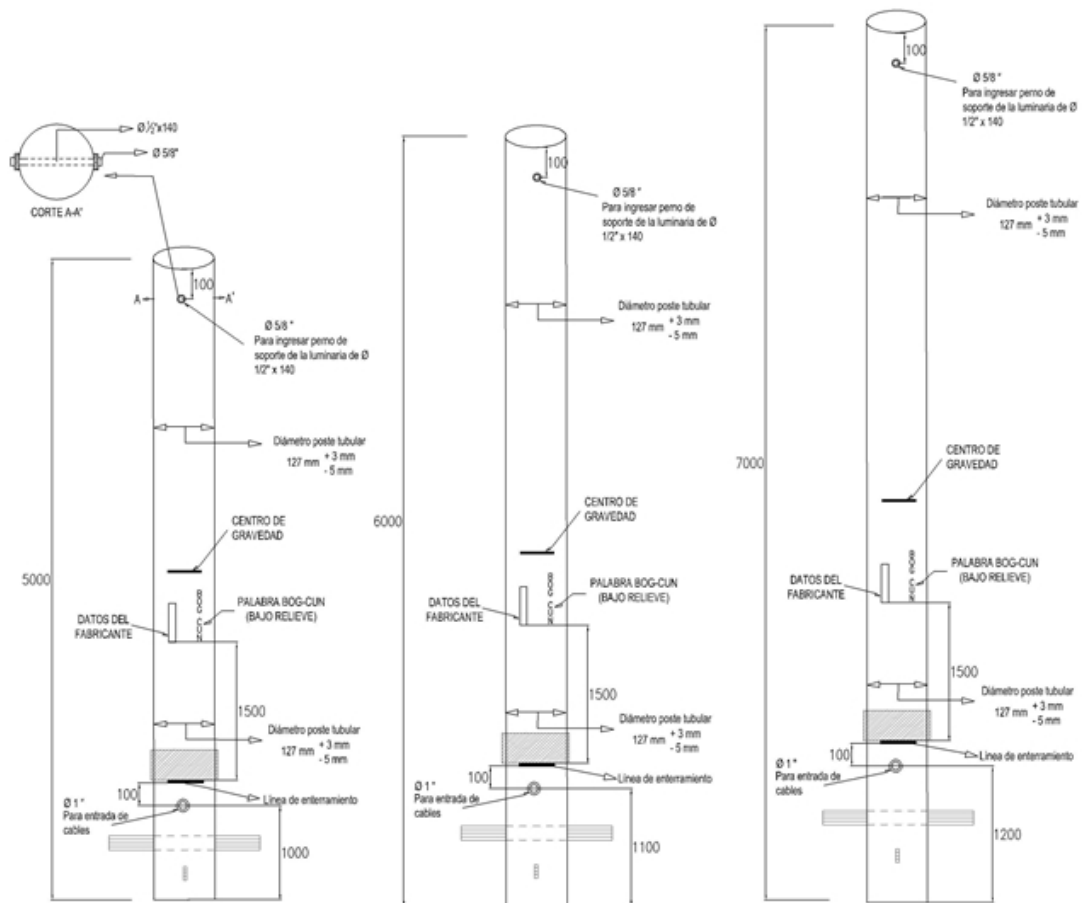 Ø ½"x140
Ø 5/8"
CORTE A-A'
5000
100
A
A'
Ø 5/8 "
Para ingresar perno de
soporte de la luminaria de Ø
1/2" x 140
Diámetro poste tubular
127 mm + 3 mm
- 5 mm
CENTRO DE
GRAVEDAD
BOG CUN
PALABRA BOG-CUN
(BAJO RELIEVE)
DATOS DEL
FABRICANTE
1500
Diámetro poste tubular
127 mm + 3 mm
- 5 mm
100
Línea de enterramiento
Ø 1 "
Para entrada de
cables
1000
6000
100
Ø 5/8 "
Para ingresar perno de
soporte de la luminaria de Ø
1/2" x 140
Diámetro poste tubular
127 mm + 3 mm
- 5 mm
CENTRO DE
GRAVEDAD
BOG CUN
PALABRA BOG-CUN
(BAJO RELIEVE)
DATOS DEL
FABRICANTE
1500
Diámetro poste tubular
127 mm + 3 mm
- 5 mm
100
Línea de enterramiento
Ø 1 "
Para entrada de
cables
1100
7000
100
Ø 5/8 "
Para ingresar perno de
soporte de la luminaria de Ø
1/2" x 140
Diámetro poste tubular
127 mm + 3 mm
- 5 mm
CENTRO DE
GRAVEDAD
BOG CUN
PALABRA BOG-CUN
(BAJO RELIEVE)
DATOS DEL
FABRICANTE
1500
Diámetro poste tubular
127 mm + 3 mm
- 5 mm
100
Línea de enterramiento
Ø 1 "
Para entrada de
cables
1200